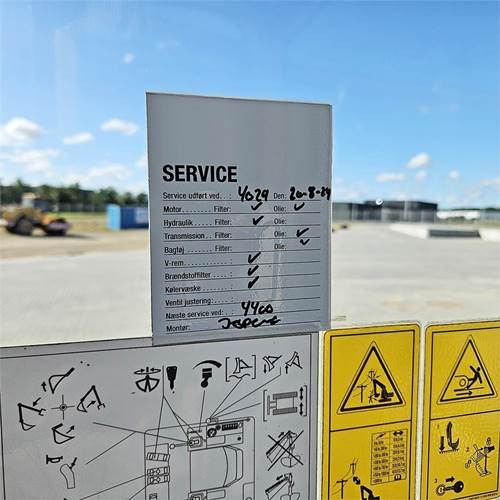 SERVICE
Service udført ved. . : 4029 Den: 20-8-24
Motor. . . . . . . . Filter: ✓ Olie: ✓
Hydraulik. . . . . Filter: ✓ Olie:
Transmission. . Filter: Olie: ✓
Bagtøj . . . . . . . Filter: Olie: ✓
V-rem. . . . . . . . . . . . : ✓
Brændstoffilter . . . . : ✓
Kølervæske. . . . . . . : ✓
Ventil justering: . . . . :
Næste service ved: . : 4400
Montør: